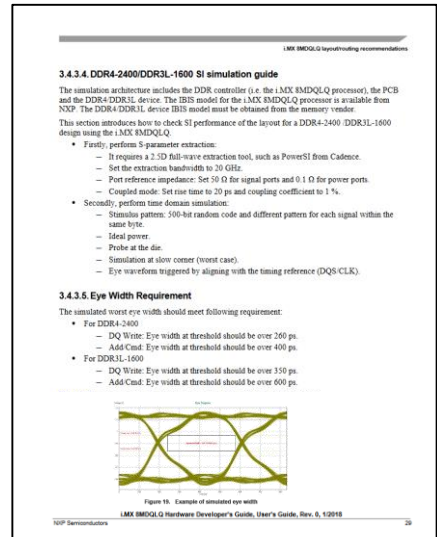 i.MX 8MDQLQ layout/routing recommendations
3.4.3.4. DDR4-2400/DDR3L-1600 SI simulation guide
The simulation architecture includes the DDR controller (i.e. the i.MX 8MDQLQ processor), the PCB
and the DDR4/DDR3L device. The IBIS model for the i.MX 8MDQLQ processor is available from
NXP. The DDR4/DDR3L device IBIS model must be obtained from the memory vendor.
This section introduces how to check SI performance of the layout for a DDR4-2400 /DDR3L-1600
design using the i.MX 8MDQLQ.
• Firstly, perform S-parameter extraction:
— It requires a 2.5D full-wave extraction tool, such as PowerSI from Cadence.
— Set the extraction bandwidth to 20 GHz.
— Port reference impedance: Set 50 Ω for signal ports and 0.1 Ω for power ports.
— Coupled mode: Set rise time to 20 ps and coupling coefficient to 1 %.
• Secondly, perform time domain simulation:
— Stimulus pattern: 500-bit random code and different pattern for each signal within the
same byte.
— Ideal power.
— Probe at the die.
— Simulation at slow corner (worst case).
— Eye waveform triggered by aligning with the timing reference (DQS/CLK).
3.4.3.5. Eye Width Requirement
The simulated worst eye width should meet following requirement:
• For DDR4-2400
— DQ Write: Eye width at threshold should be over 260 ps.
— Add/Cmd: Eye width at threshold should be over 400 ps.
• For DDR3L-1600
— DQ Write: Eye width at threshold should be over 350 ps.
— Add/Cmd: Eye width at threshold should be over 600 ps.
Figure 19. Example of simulated eye width
i.MX 8MDQLQ Hardware Developer's Guide, User's Guide, Rev. 0, 1/2018
NXP Semiconductors 29